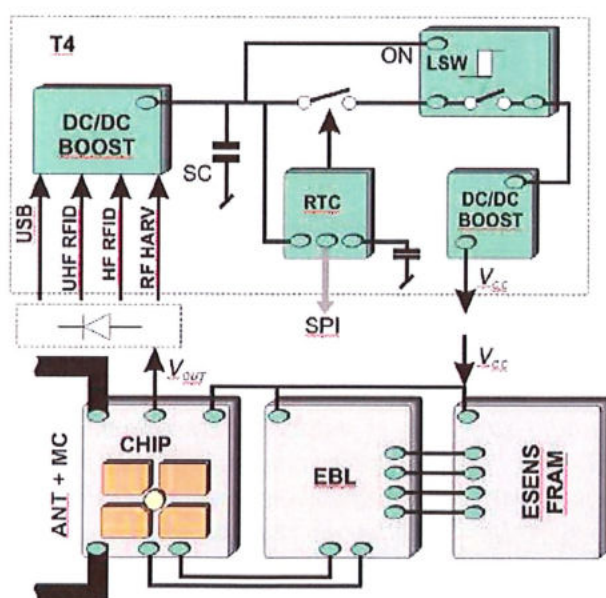 T4
ON
LSW
DC/DC
BOOST
SC
RTC
DC/DC
BOOST
USB
UHF RFID
HF RFID
RF HARV
SPI
VCC
VCC
VOUT
ANT + MC
CHIP
EBL
ESENS
FRAM